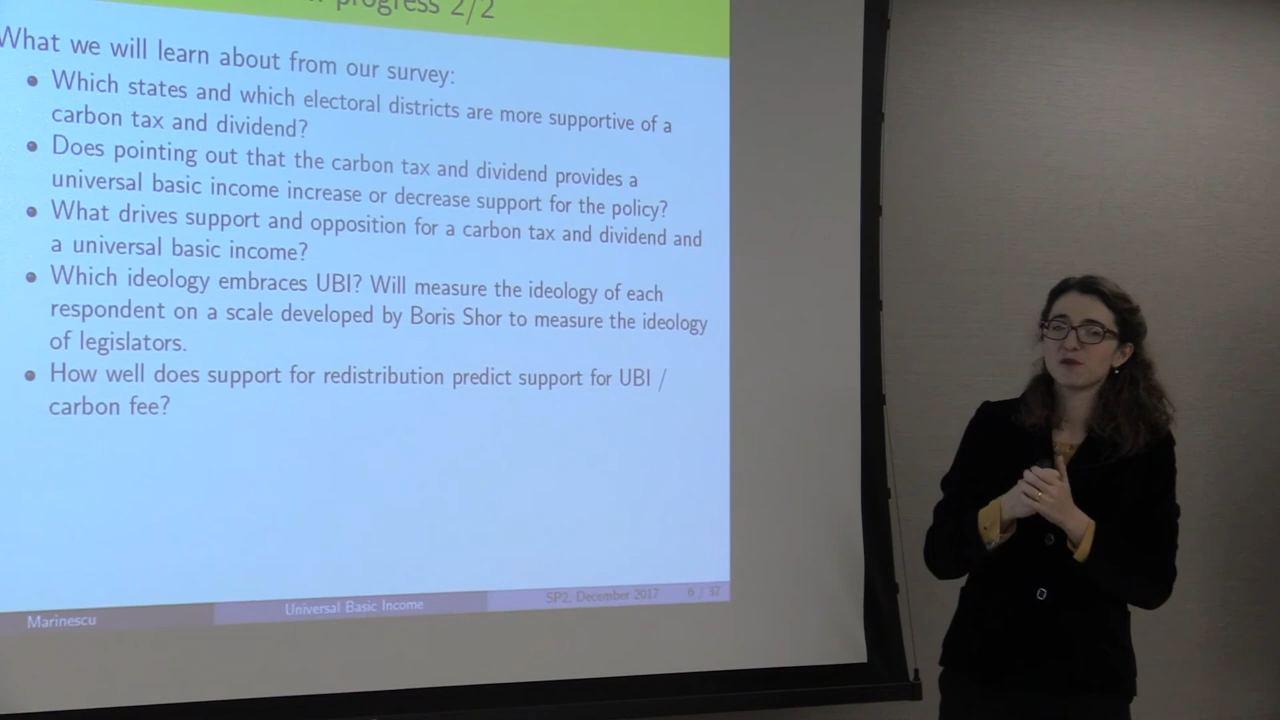 progress 2/2
What we will learn about from our survey:
Which states and which electoral districts are more supportive of a
carbon tax and dividend?
Does pointing out that the carbon tax and dividend provides a
universal basic income increase or decrease support for the policy?
What drives support and opposition for a carbon tax and dividend and
a universal basic income?
Which ideology embraces UBI? Will measure the ideology of each
respondent on a scale developed by Boris Shor to measure the ideology
of legislators.
How well does support for redistribution predict support for UBI /
carbon fee?
Marinescu Universal Basic Income SP2, December 2017 6 / 37